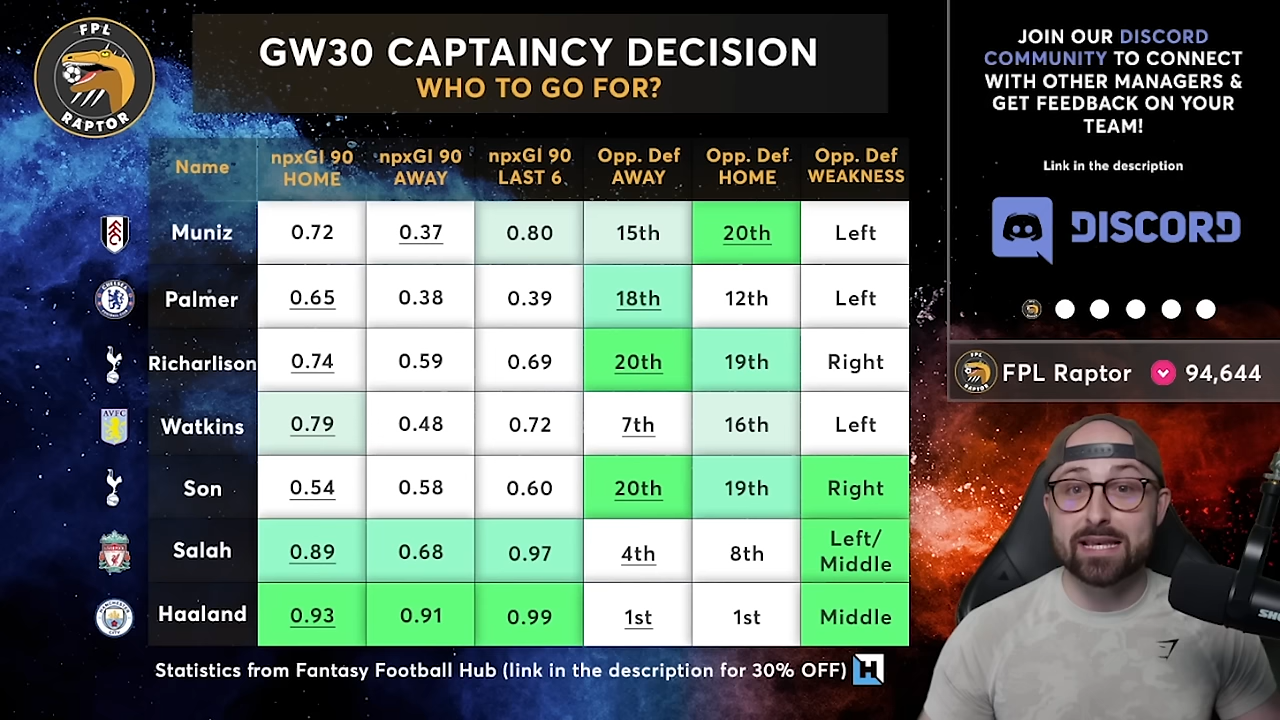 FPL
RAPTOR
GW30 CAPTAINCY DECISION
WHO TO GO FOR?
Name npxGI 90 HOME npxGI 90 AWAY npxGI 90 LAST 6 Opp. Def AWAY Opp. Def HOME Opp. Def WEAKNESS
Muniz 0.72 0.37 0.80 15th 20th Left
Palmer 0.65 0.38 0.39 18th 12th Left
Richarlison 0.74 0.59 0.69 20th 19th Right
AVFC
Watkins 0.79 0.48 0.72 7th 16th Left
Son 0.54 0.58 0.60 20th 19th Right
Salah 0.89 0.68 0.97 4th 8th Left/ Middle
Haaland 0.93 0.91 0.99 1st 1st Middle
Statistics from Fantasy Football Hub (link in the description for 30% OFF)
JOIN OUR DISCORD
COMMUNITY TO CONNECT
WITH OTHER MANAGERS &
GET FEEDBACK ON YOUR
TEAM!
Link in the description
DISCORD
FPL Raptor 94,644